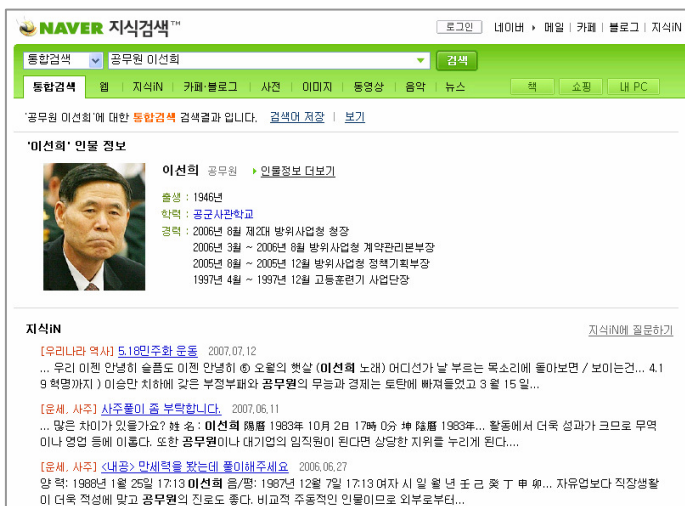 NAVER 지식검색™
로그인 네이버 ▸ 메일 | 카페 | 블로그 | 지식iN
통합검색 공무원 이선희 검색
통합검색 웹 | 지식iN | 카페·블로그 | 사전 | 이미지 | 동영상 | 음악 | 뉴스 책 쇼핑 내 PC
'공무원 이선희'에 대한 통합검색 검색결과 입니다. 검색어 저장 | 보기
'이선희' 인물 정보
이선희 공무원 ▸ 인물정보 더보기
출생 : 1946년
학력 : 공군사관학교
경력 : 2006년 8월 제2대 방위사업청 청장
2006년 3월 ~ 2006년 8월 방위사업청 계약관리본부장
2005년 8월 ~ 2005년 12월 방위사업청 정책기획부장
1997년 4월 ~ 1997년 12월 고등훈련기 사업단장
지식iN 지식iN에 질문하기
[우리나라 역사] 5.18민주화 운동 2007,07,12
... 우리 이젠 안녕히 슬픔도 이젠 안녕히 ⑥ 오월의 햇살 (이선희 노래) 어디선가 날 부르는 목소리에 돌아보면 / 보이는건... 4.1
9 혁명까지 ) 이승만 치하에 갖은 부정부패와 공무원의 무능과 경제는 토탄에 빠져들었고 3 월 15 일...
[운세, 사주] 사주풀이 좀 부탁합니다. 2007,06,11
... 많은 차이가 있을가요? 姓 名 : 이선희 陽曆 1983年 10月 2日 17時 0分 坤 陰曆 1983年... 활동에서 더욱 성과가 크므로 무역
이나 영업 등에 이롭다. 또한 공무원이나 대기업의 임직원이 된다면 상당한 지위를 누리게 된다....
[운세, 사주] <내공> 만세력을 봤는데 풀이해주세요 2006,06,27
양 력: 1988년 1월 25일 17:13 이선희 음/평: 1987년 12월 7일 17:13 여자 시 일 월 년 壬 己 癸 丁 申 卯... 자유업보다 직장생활
이 더욱 적성에 맞고 공무원의 진로도 좋다. 비교적 주동적인 인물이므로 외부로부터...